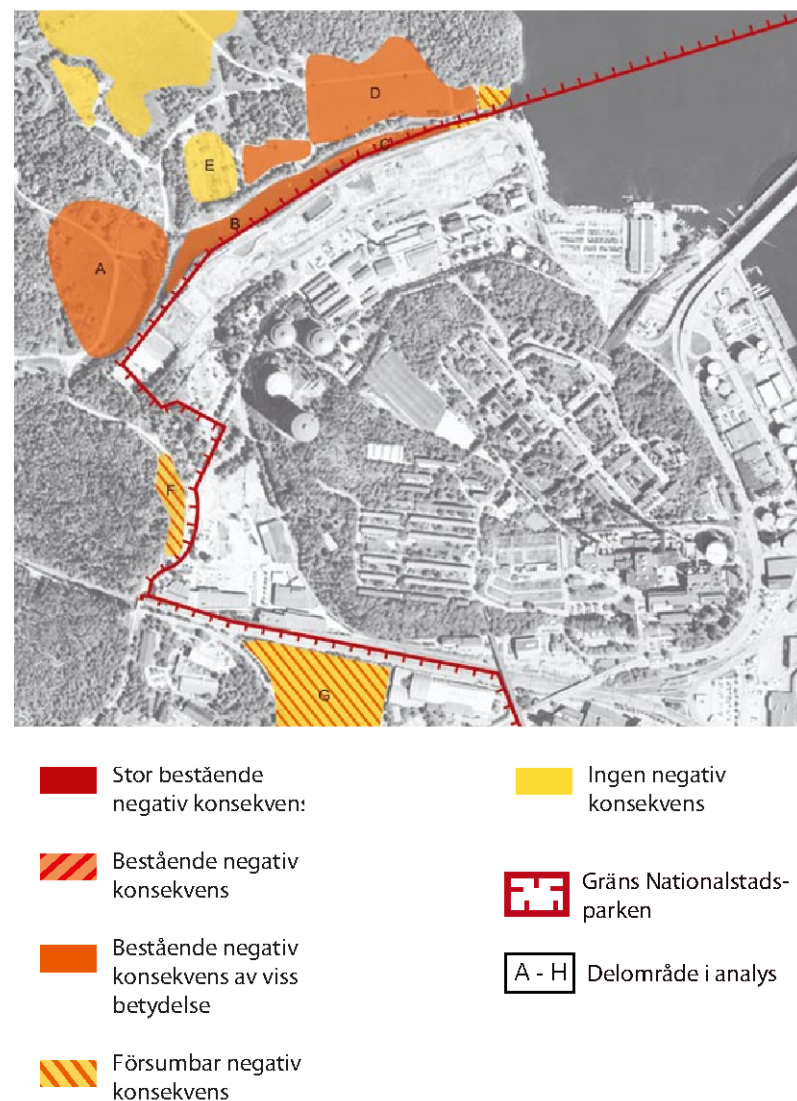 D
C
E
B
A
F
G
Stor bestående
negativ konsekvens
Bestående negativ
konsekvens
Bestående negativ
konsekvens av viss
betydelse
Försumbar negativ
konsekvens
Ingen negativ
konsekvens
Gräns Nationalstads-
parken
A - H
Delområde i analys